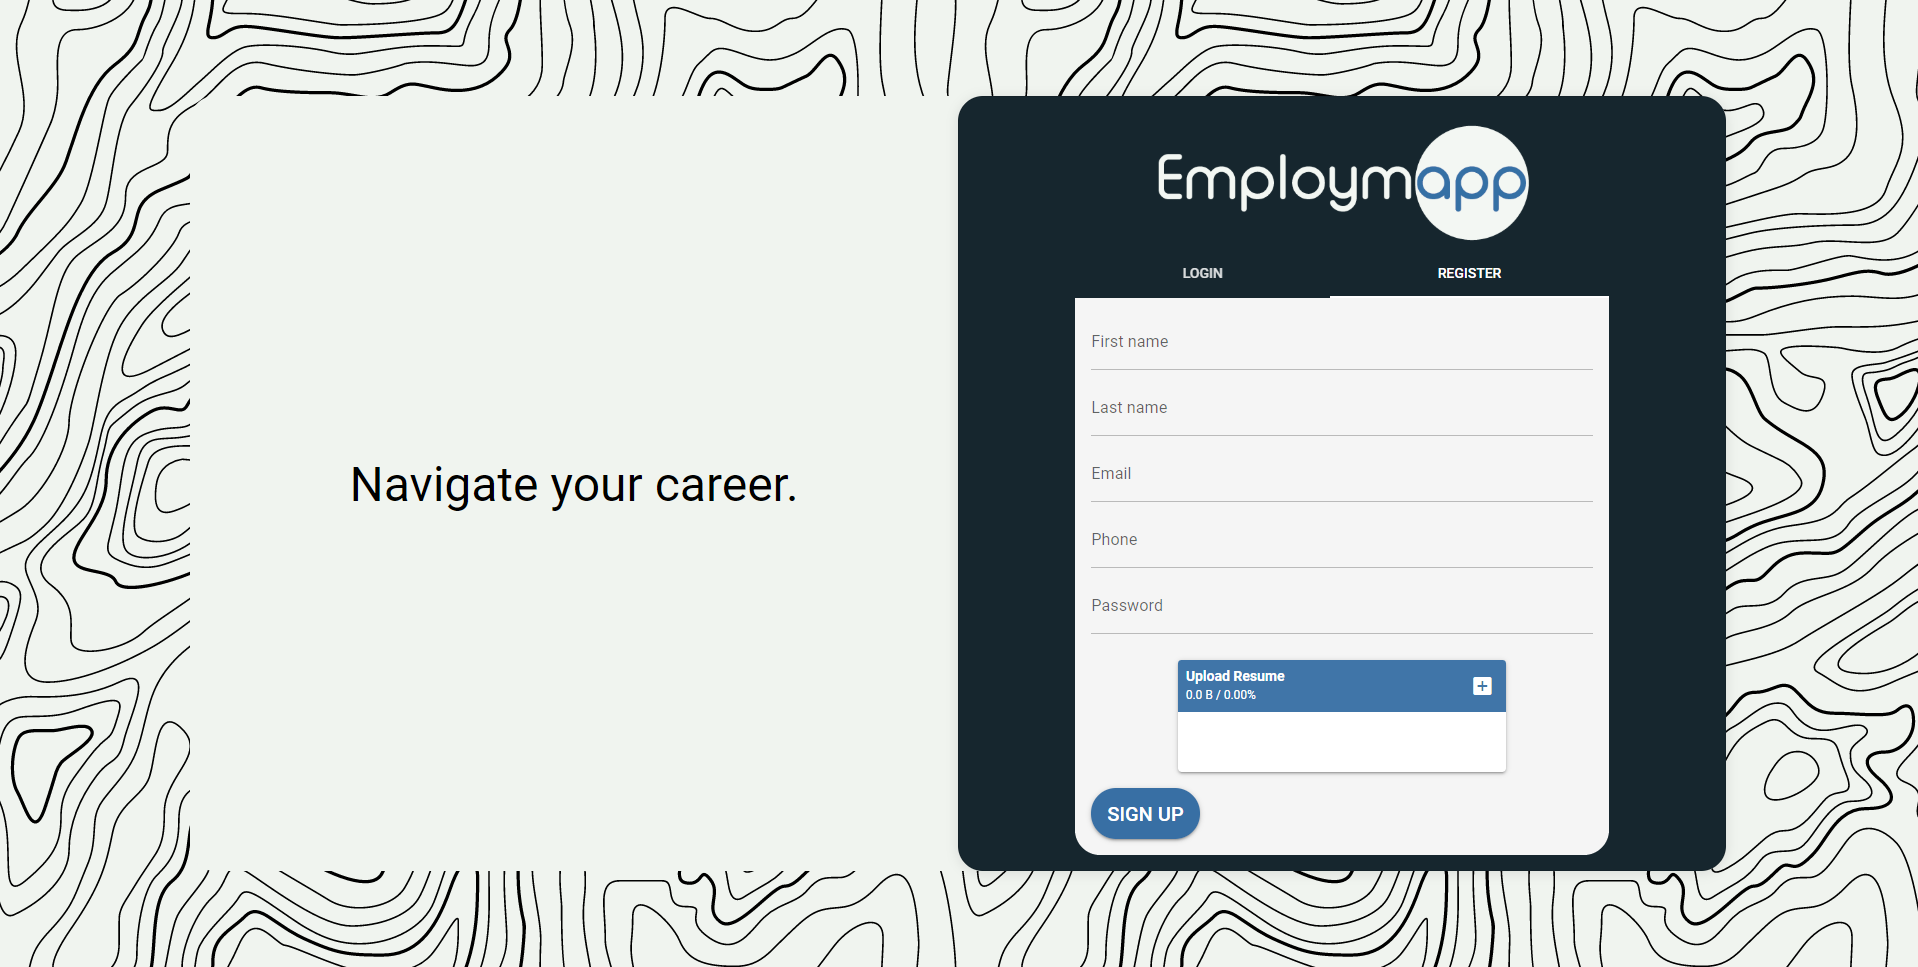 Navigate your career.
Employmapp
LOGIN
REGISTER
First name
Last name
Email
Phone
Password
Upload Resume
0.0 B / 0.00%
SIGN UP